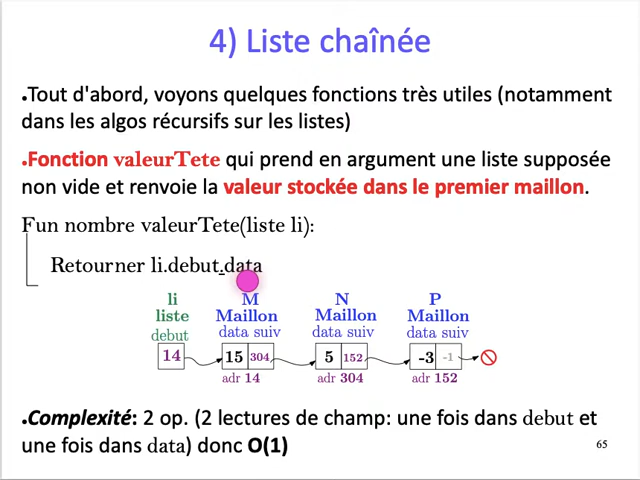 4) Liste chaînée
•Tout d'abord, voyons quelques fonctions très utiles (notamment
dans les algos récursifs sur les listes)
•Fonction valeurTete qui prend en argument une liste supposée
non vide et renvoie la valeur stockée dans le premier maillon.
Fun nombre valeurTete(liste li):
Retourner li.debut.data
li M N P
liste Maillon Maillon Maillon
debut data suiv data suiv data suiv
14 15 304 5 152 -3 -1
adr 14 adr 304 adr 152
•Complexité: 2 op. (2 lectures de champ: une fois dans debut et
une fois dans data) donc O(1)
65